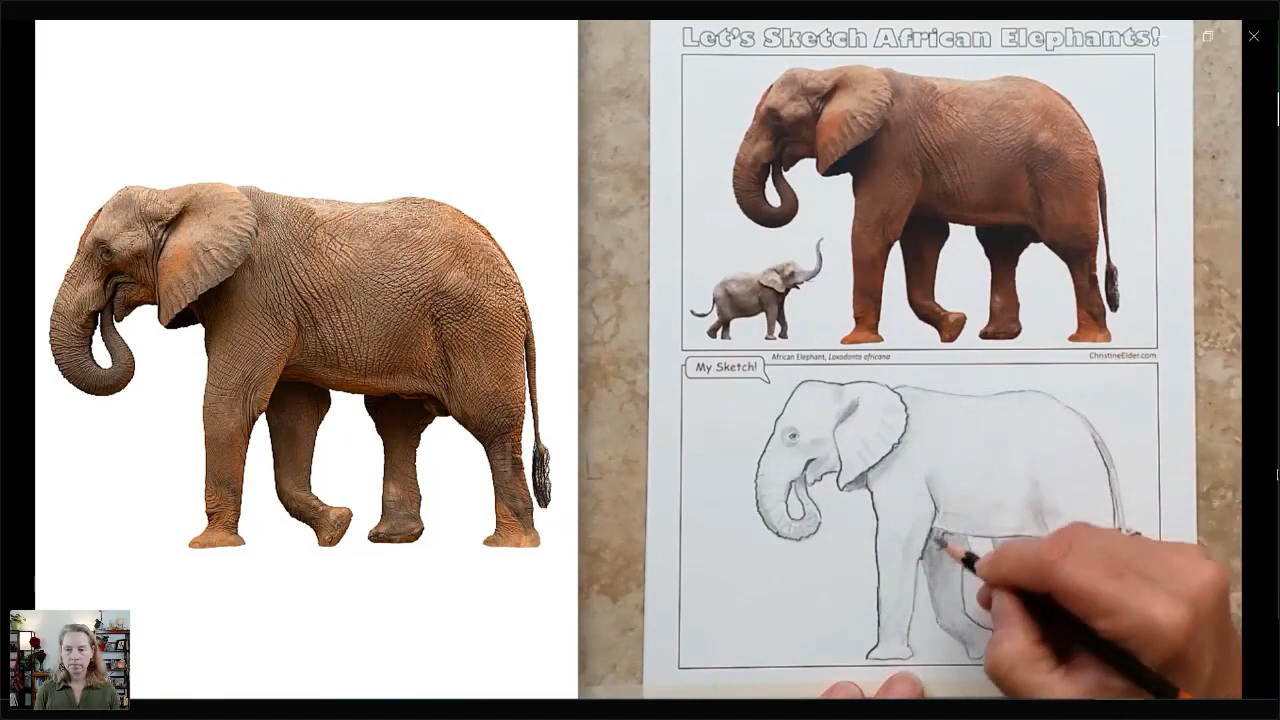 Let's Sketch African Elephants!
African Elephant, Loxodonta africana
ChristineElder.com
My Sketch!